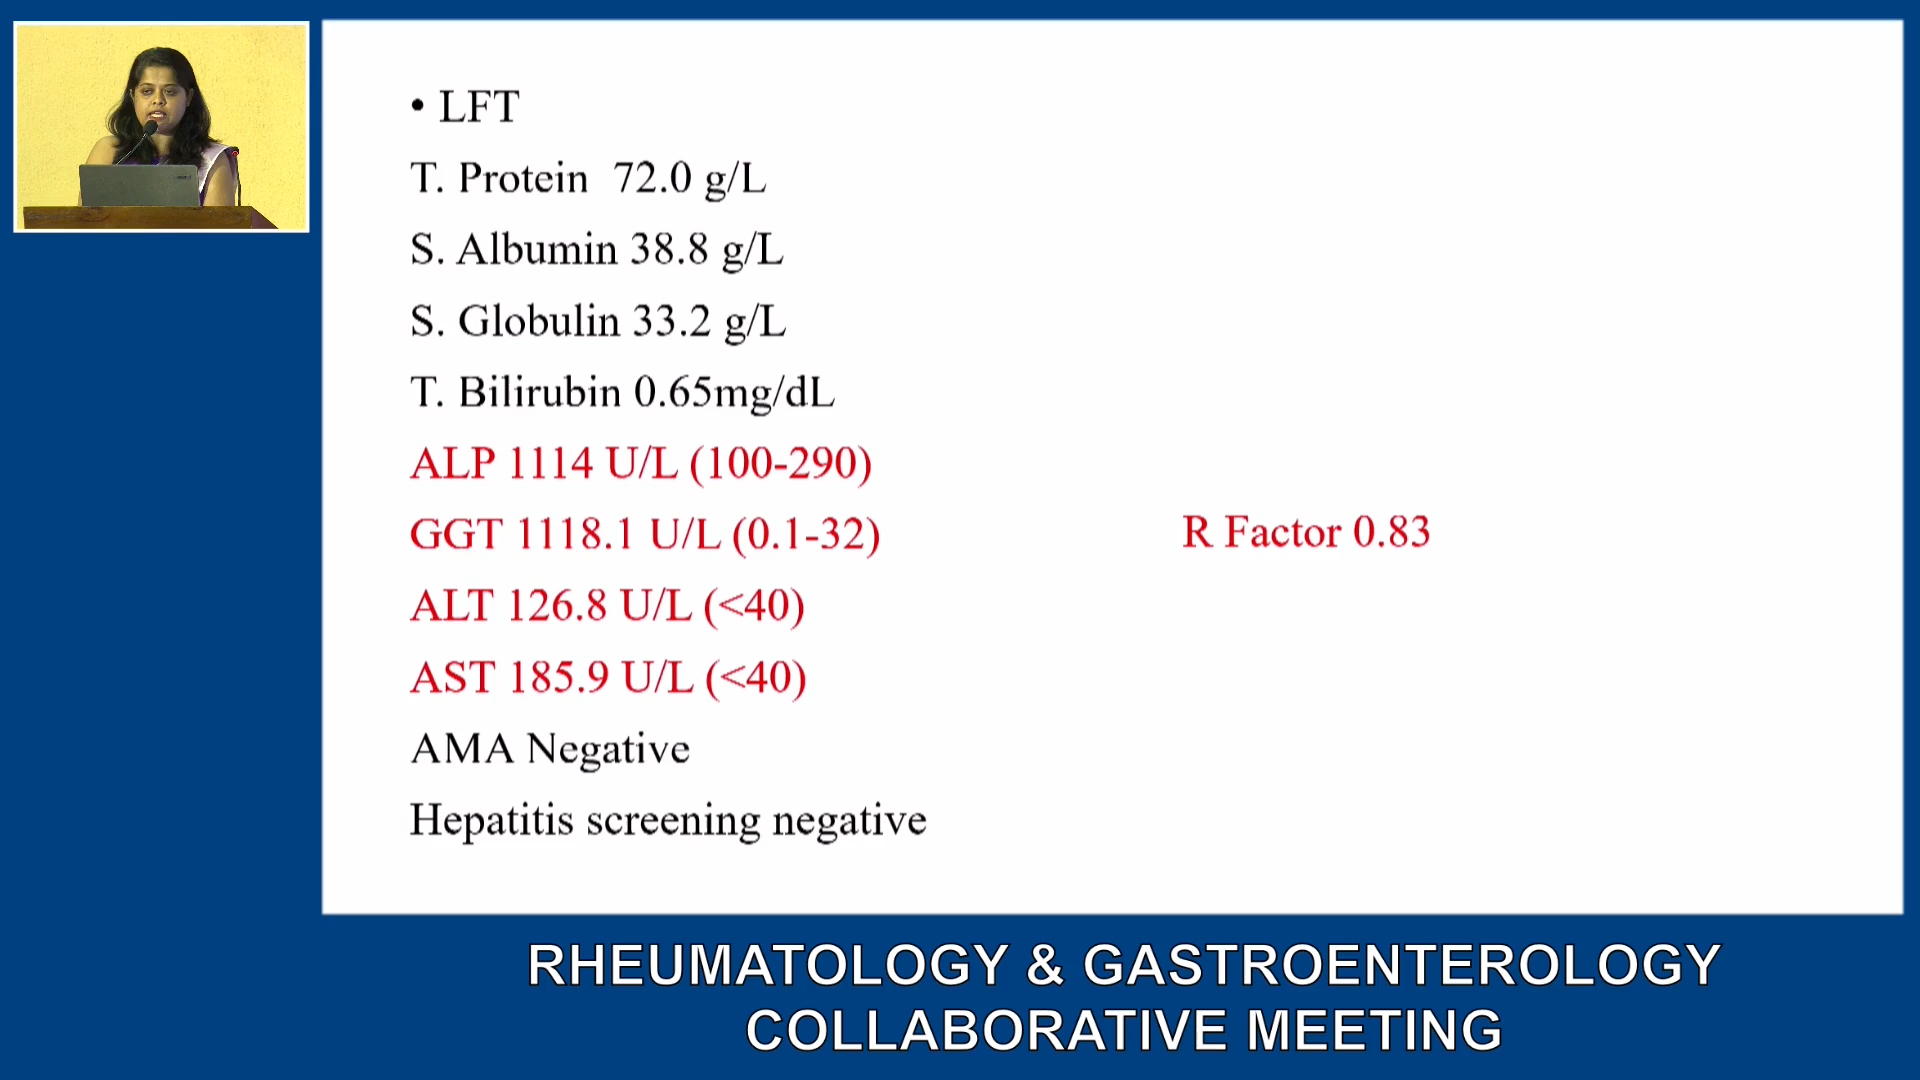 • LFT
T. Protein  72.0 g/L
S. Albumin 38.8 g/L
S. Globulin 33.2 g/L
T. Bilirubin 0.65mg/dL
ALP 1114 U/L (100-290)
GGT 1118.1 U/L (0.1-32)
R Factor 0.83
ALT 126.8 U/L (<40)
AST 185.9 U/L (<40)
AMA Negative
Hepatitis screening negative
RHEUMATOLOGY & GASTROENTEROLOGY
COLLABORATIVE MEETING